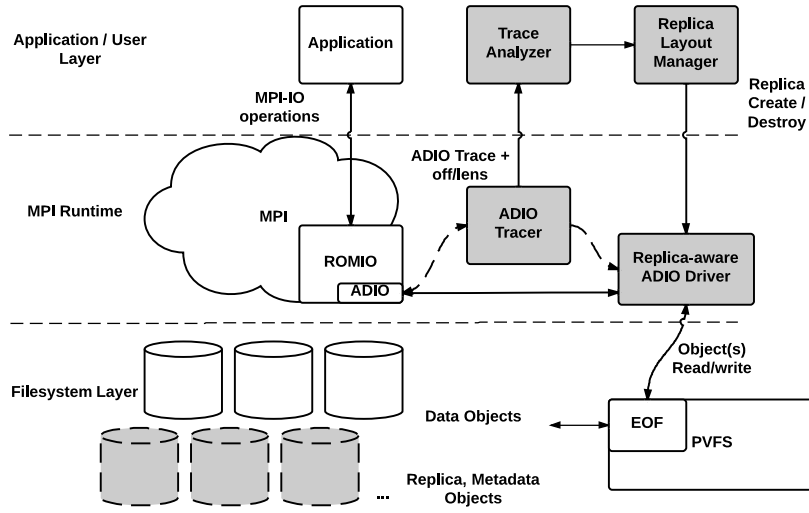 Application / User
Layer
Application
Trace
Analyzer
Replica
Layout
Manager
MPI-IO
operations
Replica
Create /
Destroy
ADIO Trace +
off/lens
MPI Runtime
MPI
ADIO
Tracer
ROMIO
ADIO
Replica-aware
ADIO Driver
Object(s)
Read/write
Filesystem Layer
Data Objects
EOF
PVFS
Replica, Metadata
Objects
...